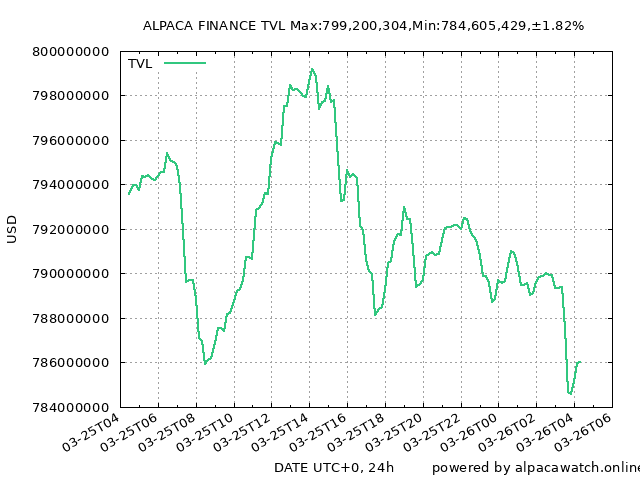 ALPACA FINANCE TVL Max:799,200,304,Min:784,605,429,±1.82%
800000000
TVL
798000000
796000000
794000000
792000000
USD
790000000
788000000
786000000
784000000
03-25T04
03-25T06
03-25T08
03-25T10
03-25T12
03-25T14
03-25T16
03-25T18
03-25T20
03-25T22
03-26T00
03-26T02
03-26T04
03-26T06
DATE UTC+0, 24h
powered by alpacawatch.online